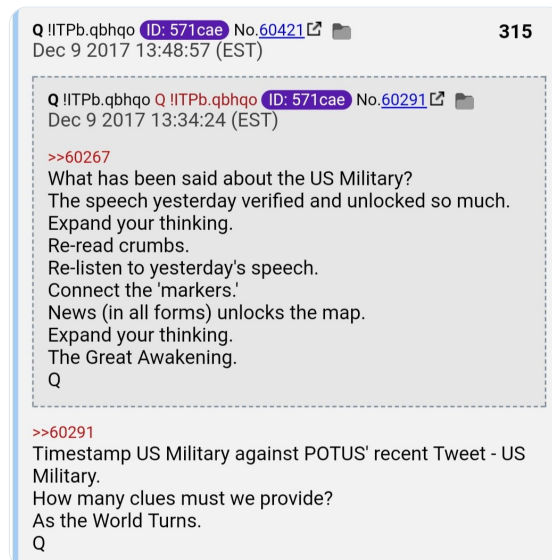 Q !ITPb.qbhqo ID: 571cae No.60421 315
Dec 9 2017 13:48:57 (EST)
Q !ITPb.qbhqo Q !ITPb.qbhqo ID: 571cae No.60291
Dec 9 2017 13:34:24 (EST)
>>60267
What has been said about the US Military?
The speech yesterday verified and unlocked so much.
Expand your thinking.
Re-read crumbs.
Re-listen to yesterday's speech.
Connect the 'markers.'
News (in all forms) unlocks the map.
Expand your thinking.
The Great Awakening.
Q
>>60291
Timestamp US Military against POTUS' recent Tweet - US
Military.
How many clues must we provide?
As the World Turns.
Q